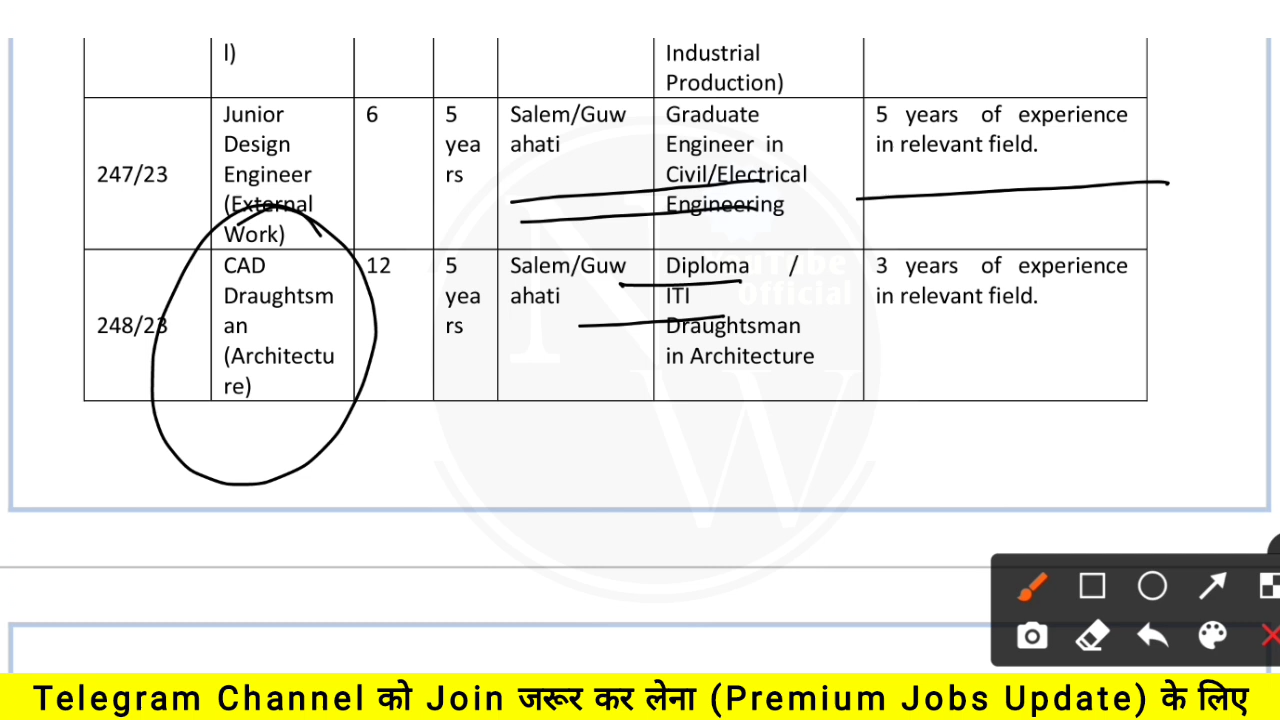 l)
Industrial
Production)
247/23
Junior
Design
Engineer
(External
Work)
6
5
yea
rs
Salem/Guw
ahati
Graduate
Engineer in
Civil/Electrical
Engineering
5 years of experience
in relevant field.
248/23
CAD
Draughtsm
an
(Architectu
re)
12
5
yea
rs
Salem/Guw
ahati
Diploma /
ITI
Draughtsman
in Architecture
3 years of experience
in relevant field.
YouTube
Official
NW
Telegram Channel को Join जरूर कर लेना (Premium Jobs Update) के लिए